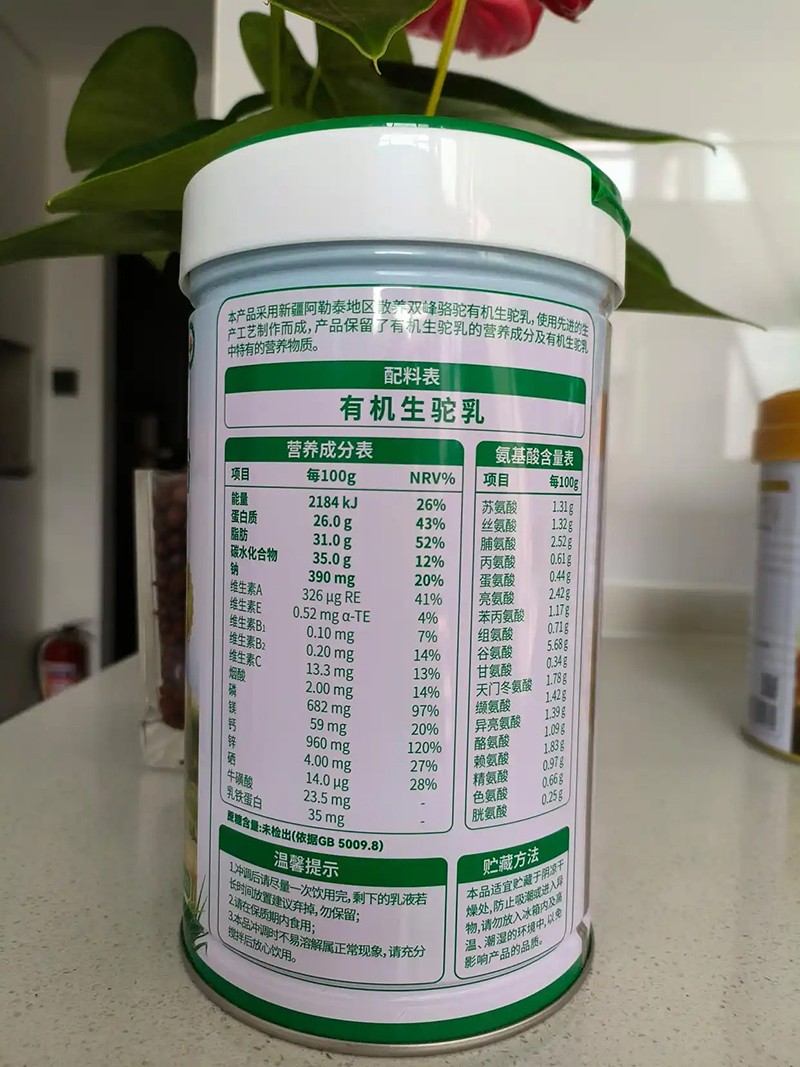 本产品采用新疆阿勒泰地区散养双峰骆驼有机生驼乳,使用先进的生
产工艺制作而成,产品保留了有机生驼乳的营养成分及有机生驼乳
中特有的营养物质。
配料表
有机生驼乳
营养成分表
项目 每100g NRV%
能量 2184 kJ 26%
蛋白质 26.0 g 43%
脂肪 31.0 g 52%
碳水化合物 35.0 g 12%
钠 390 mg 20%
维生素A 326 μg RE 41%
维生素E 0.52 mg α-TE 4%
维生素B₁ 0.10 mg 7%
维生素B₂ 0.20 mg 14%
维生素C 13.3 mg 13%
烟酸 2.00 mg 14%
磷 682 mg 97%
镁 59 mg 20%
钙 960 mg 120%
锌 4.00 mg 27%
硒 14.0 μg 28%
牛磺酸 23.5 mg -
乳铁蛋白 35 mg -
蔗糖含量:未检出(依据GB 5009.8)
氨基酸含量表
项目 每100g
苏氨酸 1.31 g
丝氨酸 1.32 g
脯氨酸 2.52 g
丙氨酸 0.61 g
蛋氨酸 0.44 g
亮氨酸 2.42 g
苯丙氨酸 1.17 g
组氨酸 0.71 g
谷氨酸 5.68 g
甘氨酸 0.34 g
天门冬氨酸 1.78 g
缬氨酸 1.42 g
异亮氨酸 1.39 g
酪氨酸 1.09 g
赖氨酸 1.83 g
精氨酸 0.97 g
色氨酸 0.66 g
胱氨酸 0.25 g
温馨提示
1.冲调后请尽量一次饮用完,剩下的乳液若
长时间放置建议弃掉,勿保留;
2.请在保质期内食用;
3.本品冲调时不易溶解属正常现象,请充分
搅拌后放心饮用。
贮藏方法
本品适宜贮藏于阴凉干
燥处,防止吸潮或进入异
物,请勿放入冰箱内及高
温、潮湿的环境中,以免
影响产品的品质。